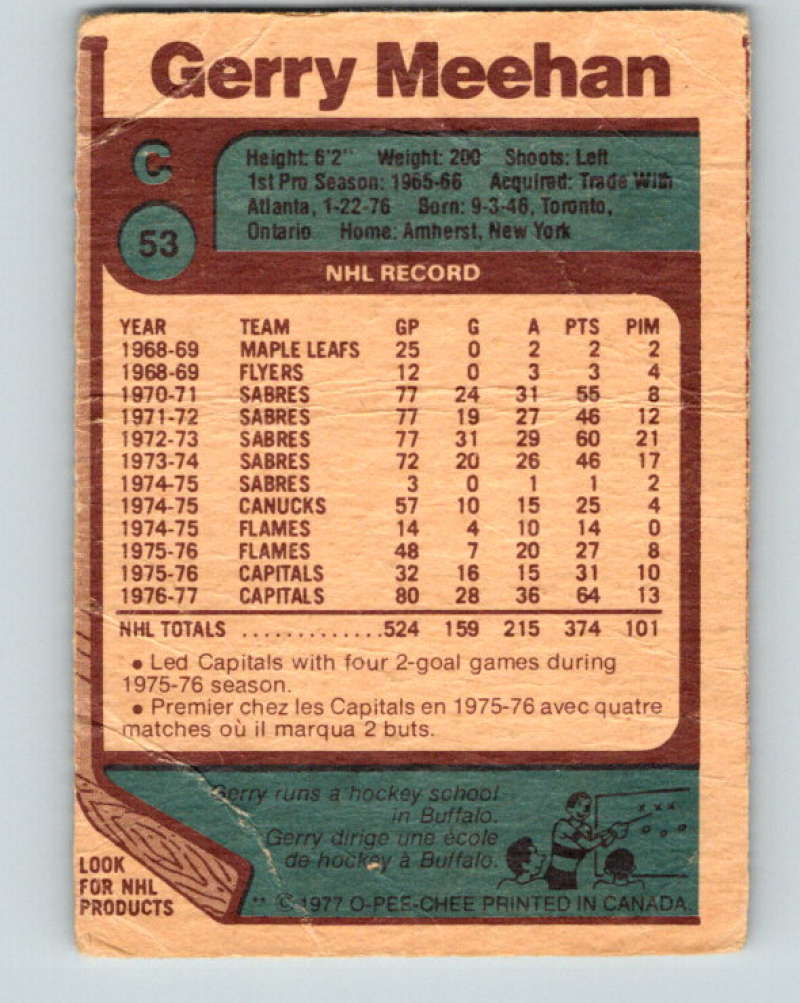 Gerry Meehan
C
53
Height: 6'2" Weight: 200 Shoots: Left
1st Pro Season: 1965-66 Acquired: Trade With
Atlanta, 1-22-76 Born: 9-3-46, Toronto,
Ontario Home: Amherst, New York
NHL RECORD
YEAR TEAM GP G A PTS PIM
1968-69 MAPLE LEAFS 25 0 2 2 2
1968-69 FLYERS 12 0 3 3 4
1970-71 SABRES 77 24 31 55 8
1971-72 SABRES 77 19 27 46 12
1972-73 SABRES 77 31 29 60 21
1973-74 SABRES 72 20 26 46 17
1974-75 SABRES 3 0 1 1 2
1974-75 CANUCKS 57 10 15 25 4
1974-75 FLAMES 14 4 10 14 0
1975-76 FLAMES 48 7 20 27 8
1975-76 CAPITALS 32 16 15 31 10
1976-77 CAPITALS 80 28 36 64 13
NHL TOTALS .............524 159 215 374 101
• Led Capitals with four 2-goal games during
1975-76 season.
• Premier chez les Capitals en 1975-76 avec quatre
matches où il marqua 2 buts.
Gerry runs a hockey school
in Buffalo.
Gerry dirige une école
de hockey à Buffalo.
LOOK
FOR NHL
PRODUCTS
** © 1977 O-PEE-CHEE PRINTED IN CANADA.